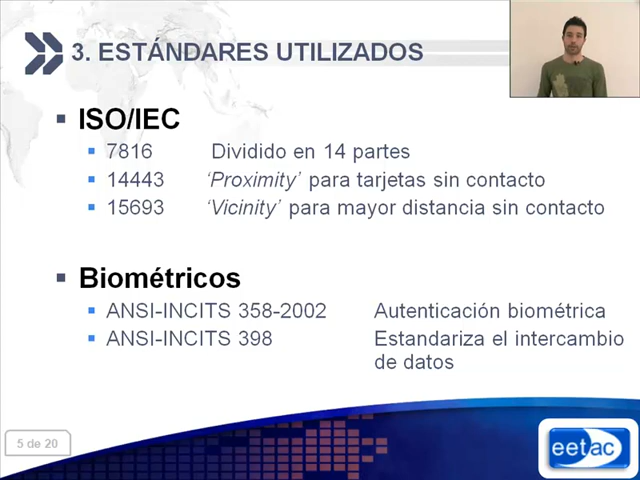 3. ESTÁNDARES UTILIZADOS
ISO/IEC
7816 Dividido en 14 partes
14443 ‘Proximity’ para tarjetas sin contacto
15693 ‘Vicinity’ para mayor distancia sin contacto
Biométricos
ANSI-INCITS 358-2002 Autenticación biométrica
ANSI-INCITS 398 Estandariza el intercambio
de datos
5 de 20
eetac